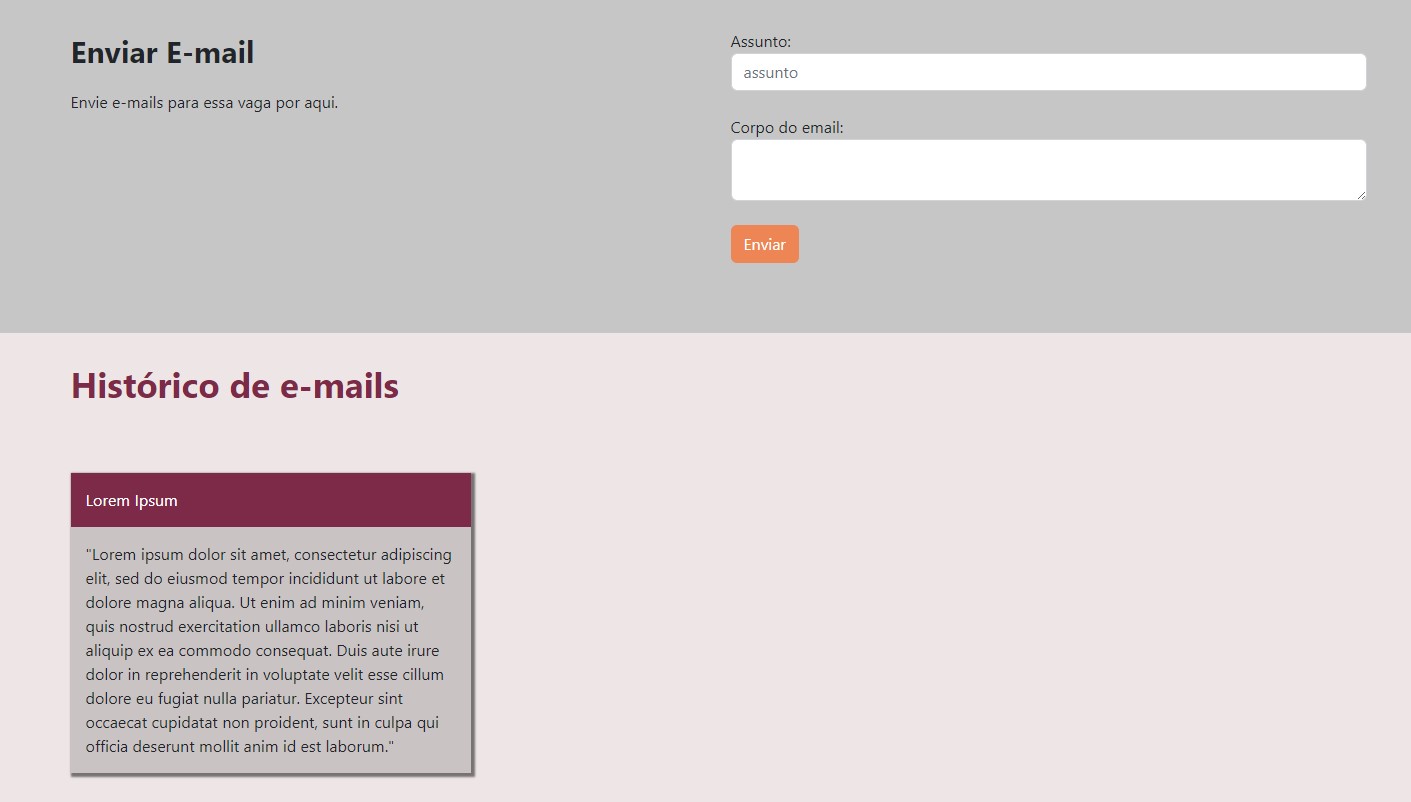 Enviar E-mail
Envie e-mails para essa vaga por aqui.
Assunto:
assunto
Corpo do email:
Enviar
Histórico de e-mails
Lorem Ipsum
"Lorem ipsum dolor sit amet, consectetur adipiscing
elit, sed do eiusmod tempor incididunt ut labore et
dolore magna aliqua. Ut enim ad minim veniam,
quis nostrud exercitation ullamco laboris nisi ut
aliquip ex ea commodo consequat. Duis aute irure
dolor in reprehenderit in voluptate velit esse cillum
dolore eu fugiat nulla pariatur. Excepteur sint
occaecat cupidatat non proident, sunt in culpa qui
officia deserunt mollit anim id est laborum."